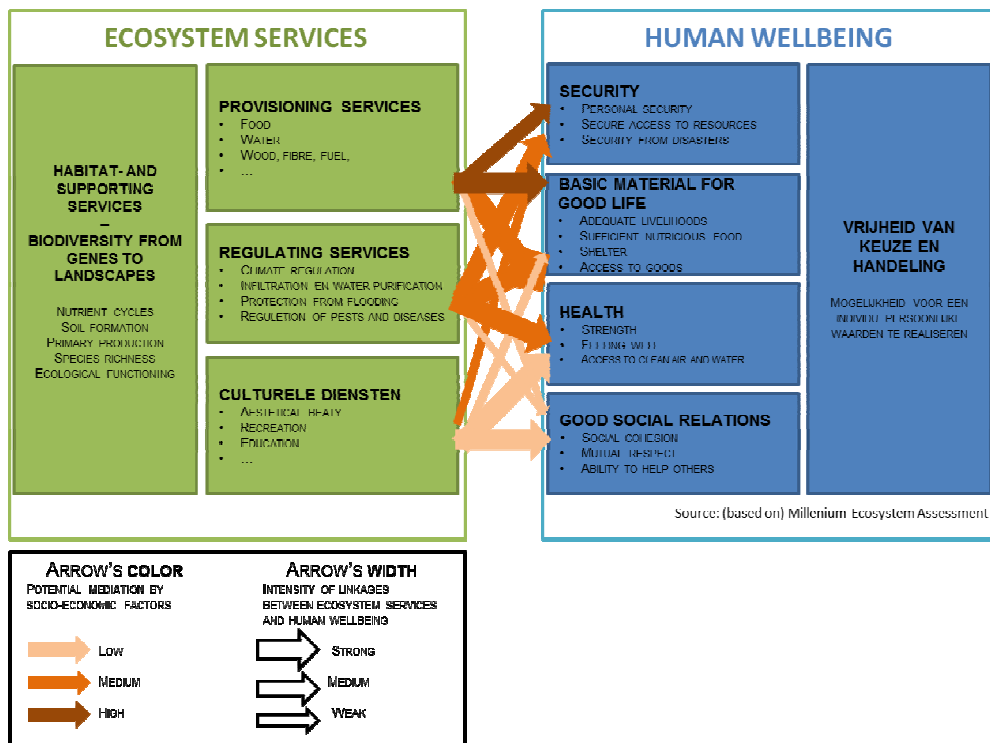 ECOSYSTEM SERVICES
HABITAT- AND
SUPPORTING
SERVICES
–
BIODIVERSITY FROM
GENES TO
LANDSCAPES
NUTRIENT CYCLES
SOIL FORMATION
PRIMARY PRODUCTION
SPECIES RICHNESS
ECOLOGICAL FUNCTIONING
PROVISIONING SERVICES
• FOOD
• WATER
• WOOD, FIBRE, FUEL,
• ...
REGULATING SERVICES
• CLIMATE REGULATION
• INFILTRATION EN WATER PURIFICATION
• PROTECTION FROM FLOODING
• REGULETION OF PESTS AND DISEASES
CULTURELE DIENSTEN
• AESTETICAL BEATY
• RECREATION
• EDUCATION
• ...
HUMAN WELLBEING
SECURITY
• PERSONAL SECURITY
• SECURE ACCESS TO RESOURCES
• SECURITY FROM DISASTERS
BASIC MATERIAL FOR
GOOD LIFE
• ADEQUATE LIVELIHOODS
• SUFFICIENT NUTRICIOUS FOOD
• SHELTER
• ACCESS TO GOODS
HEALTH
• STRENGTH
• FEELING WELL
• ACCESS TO CLEAN AIR AND WATER
GOOD SOCIAL RELATIONS
• SOCIAL COHESION
• MUTUAL RESPECT
• ABILITY TO HELP OTHERS
VRIJHEID VAN
KEUZE EN
HANDELING
MOGELIJKHEID VOOR EEN
INDIVIDU PERSOONLIJKE
WAARDEN TE REALISEREN
Source: (based on) Millenium Ecosystem Assessment
ARROW'S COLOR
POTENTIAL MEDIATION BY
SOCIO-ECONOMIC FACTORS
LOW
MEDIUM
HIGH
ARROW'S WIDTH
INTENSITY OF LINKAGES
BETWEEN ECOSYSTEM SERVICES
AND HUMAN WELLBEING
STRONG
MEDIUM
WEAK